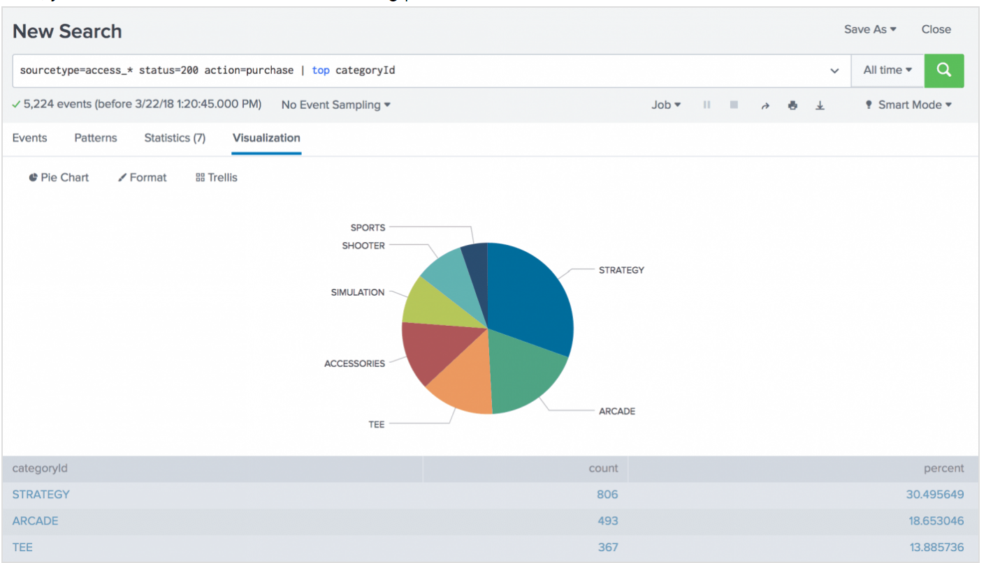 New Search
Save As Close
sourcetype=access_* status=200 action=purchase | top categoryId
All time
5,224 events (before 3/22/18 1:20:45.000 PM) No Event Sampling
Job Smart Mode
Events Patterns Statistics (7) Visualization
Pie Chart Format Trellis
SPORTS
SHOOTER
STRATEGY
SIMULATION
ACCESSORIES
ARCADE
TEE
categoryId count percent
STRATEGY 806 30.495649
ARCADE 493 18.653046
TEE 367 13.885736